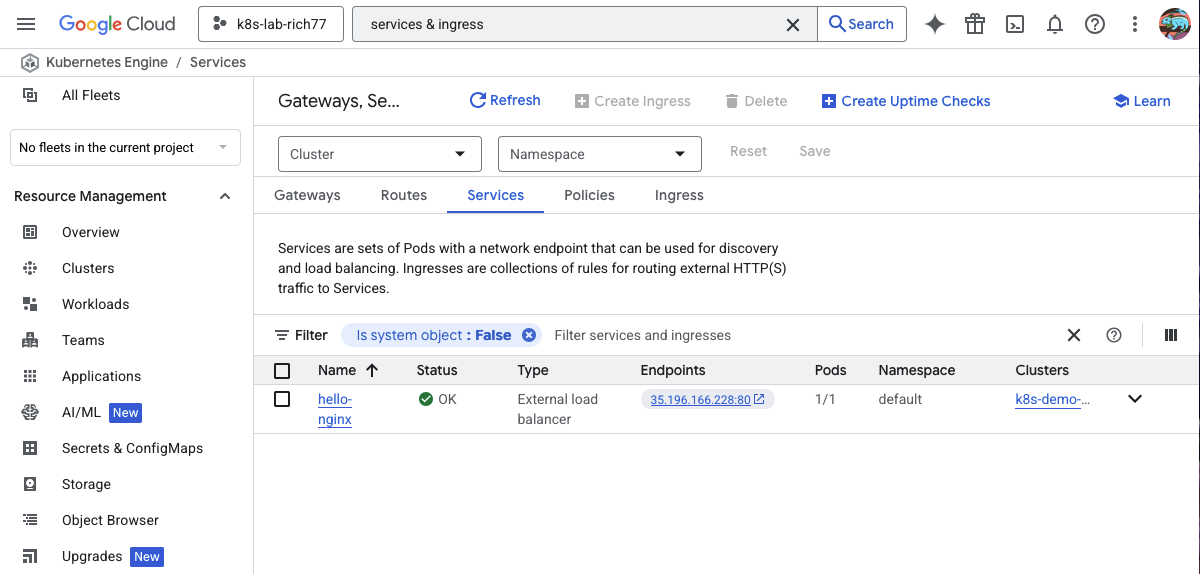 Google Cloud
k8s-lab-rich77
services & ingress
Search
Kubernetes Engine / Services
All Fleets
No fleets in the current project
Resource Management
Overview
Clusters
Workloads
Teams
Applications
AI/ML New
Secrets & ConfigMaps
Storage
Object Browser
Upgrades New
Gateways, Se...
Refresh
Create Ingress
Delete
Create Uptime Checks
Learn
Cluster
Namespace
Reset
Save
Gateways
Routes
Services
Policies
Ingress
Services are sets of Pods with a network endpoint that can be used for discovery
and load balancing. Ingresses are collections of rules for routing external HTTP(S)
traffic to Services.
Filter
Is system object : False
Filter services and ingresses
Name Status Type Endpoints Pods Namespace Clusters
hello- OK External load 35.196.166.228:80 1/1 default k8s-demo-...
nginx balancer